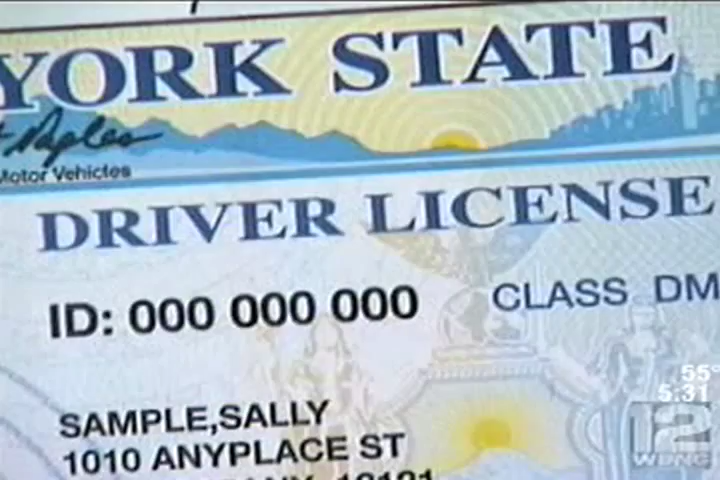 YORK STATE
Naples
Motor Vehicles
DRIVER LICENSE
ID: 000 000 000
CLASS DM
SAMPLE,SALLY
1010 ANYPLACE ST
55°
5:31
12
WBNG